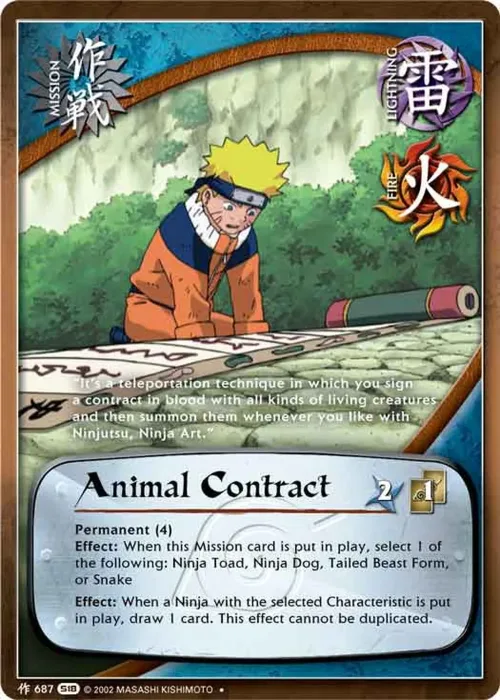 MISSION
作戦
LIGHTNING
雷
FIRE
火
"It's a teleportation technique in which you sign
a contract in blood with all kinds of living creatures
and then summon them whenever you like with
Ninjutsu, Ninja Art."
Animal Contract
2
1
Permanent (4)
Effect: When this Mission card is put in play, select 1 of
the following: Ninja Toad, Ninja Dog, Tailed Beast Form,
or Snake
Effect: When a Ninja with the selected Characteristic is put
in play, draw 1 card. This effect cannot be duplicated.
作 687 S18 © 2002 MASASHI KISHIMOTO •